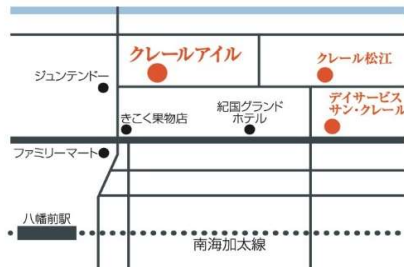 クレールアイル
クレール松江
ジュンテンドー
デイサービス
サン・クレール
きこく果物店
紀国グランド
ホテル
ファミリーマート
八幡前駅
南海加太線